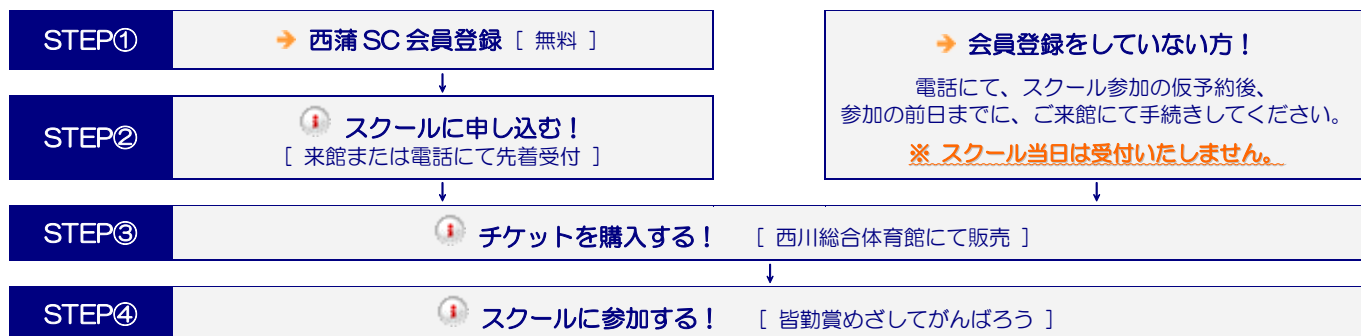 STEP①
西蒲SC会員登録 [ 無料 ]
STEP②
スクールに申し込む!
[ 来館または電話にて先着受付 ]
会員登録をしていない方!
電話にて、スクール参加の仮予約後、
参加の前日までに、ご来館にて手続きしてください。
※ スクール当日は受付いたしません。
STEP③
チケットを購入する! [ 西川総合体育館にて販売 ]
STEP④
スクールに参加する! [ 皆勤賞めざしてがんばろう ]